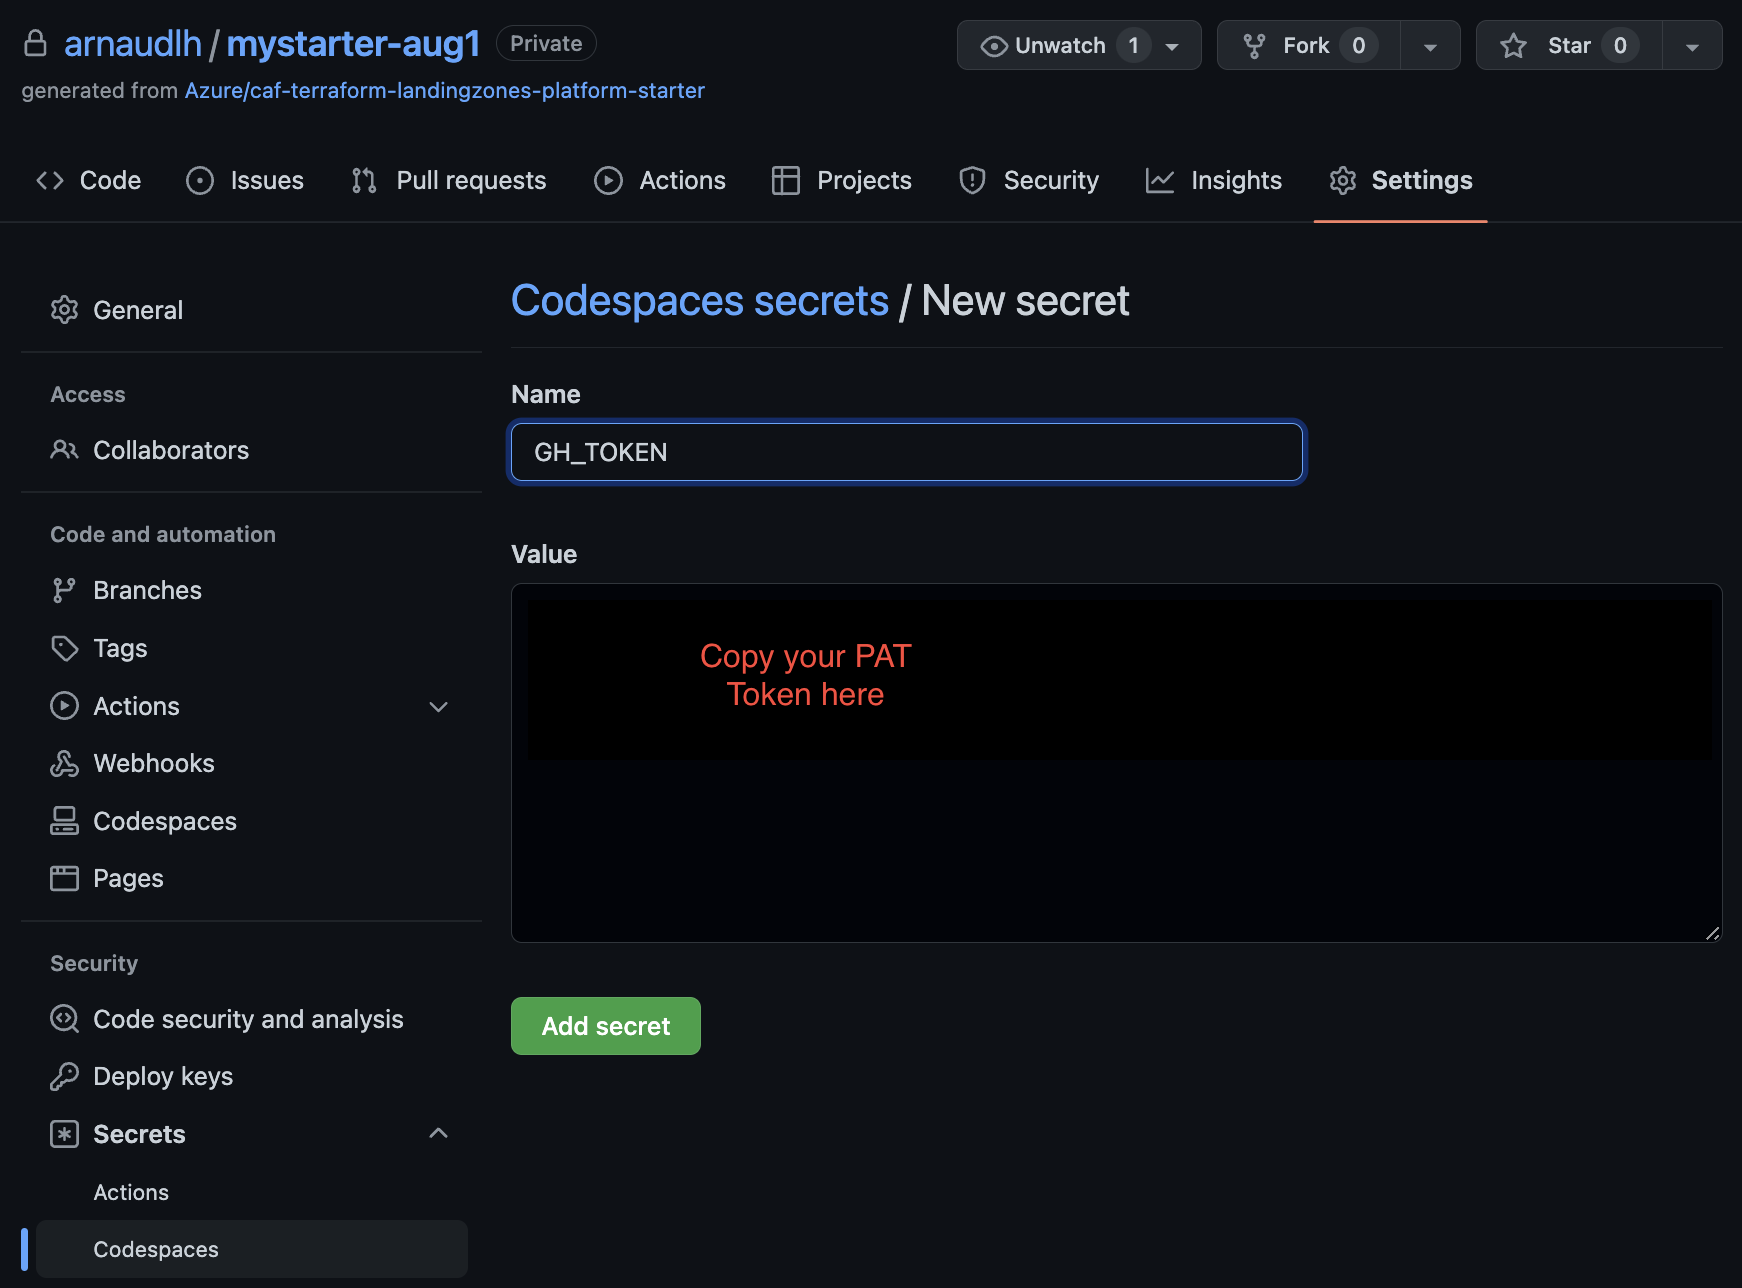 arnaudlh / mystarter-aug1 Private
Unwatch 1
Fork 0
Star 0
generated from Azure/caf-terraform-landingzones-platform-starter
Code
Issues
Pull requests
Actions
Projects
Security
Insights
Settings
General
Access
Collaborators
Code and automation
Branches
Tags
Actions
Webhooks
Codespaces
Pages
Security
Code security and analysis
Deploy keys
Secrets
Actions
Codespaces
Codespaces secrets / New secret
Name
GH_TOKEN
Value
Copy your PAT
Token here
Add secret